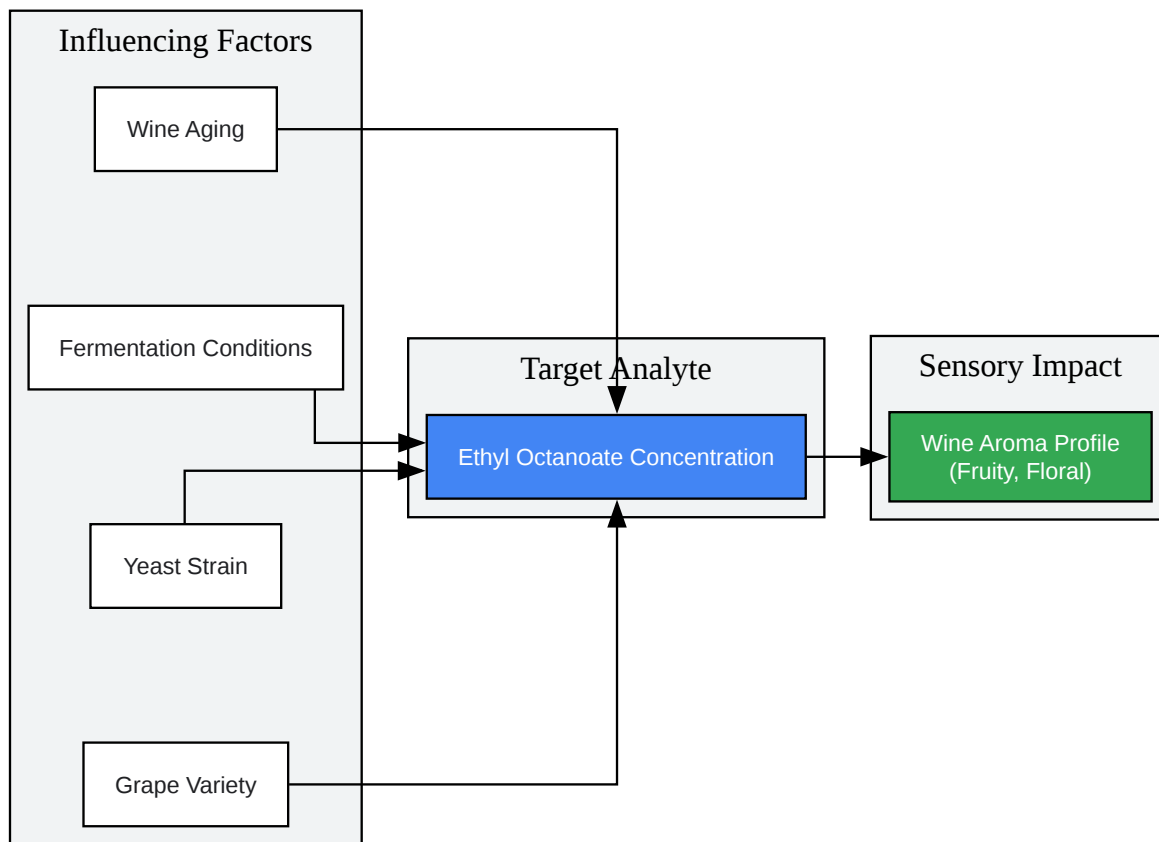 Influencing Factors
Wine Aging
Fermentation Conditions
Yeast Strain
Grape Variety
Target Analyte
Ethyl Octanoate Concentration
Sensory Impact
Wine Aroma Profile
(Fruity, Floral)